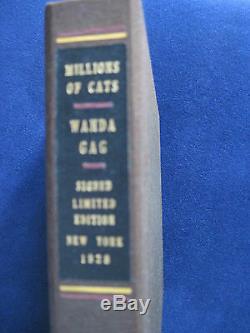 MILLIONS
OF CATS
WANDA
GAG
SIGNED
LIMITED
EDITION
NEW YORK
1928